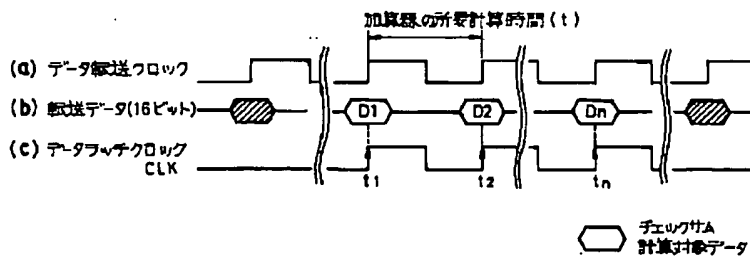 加算器の所要計算時間(t)
(a) データ転送クロック
(b) 転送データ(16ビット)
D1
D2
Dn
(c) データラッチクロック
CLK
t1
t2
tn
チェックサム
計算対象データ